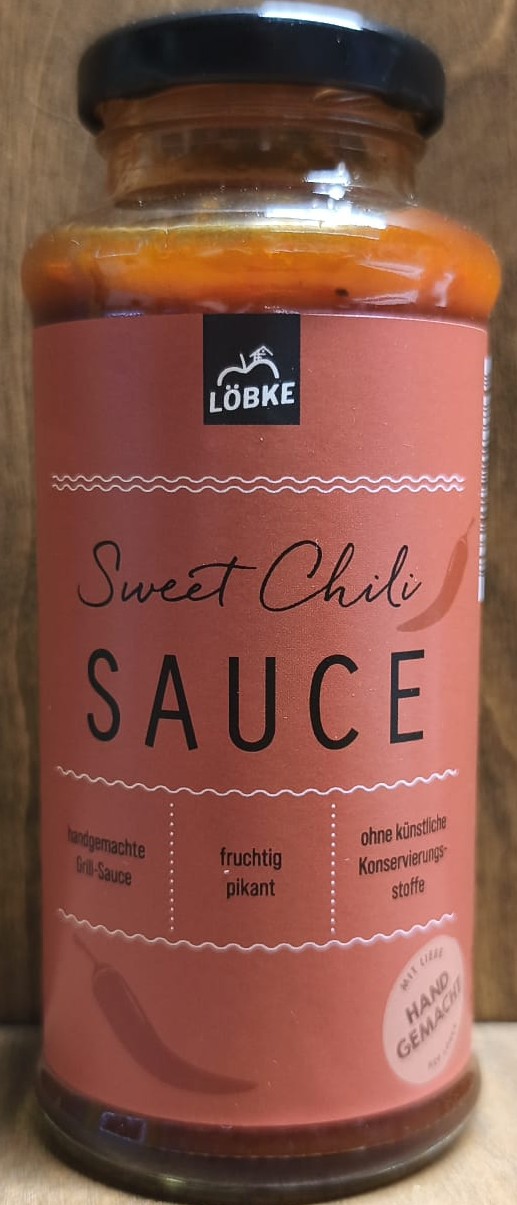 LÖBKE
Sweet Chili
SAUCE
handgemachte
Grill-Sauce
fruchtig
pikant
ohne künstliche
Konservierungs-
stoffe
MIT LIEBE
HAND
GEMACHT